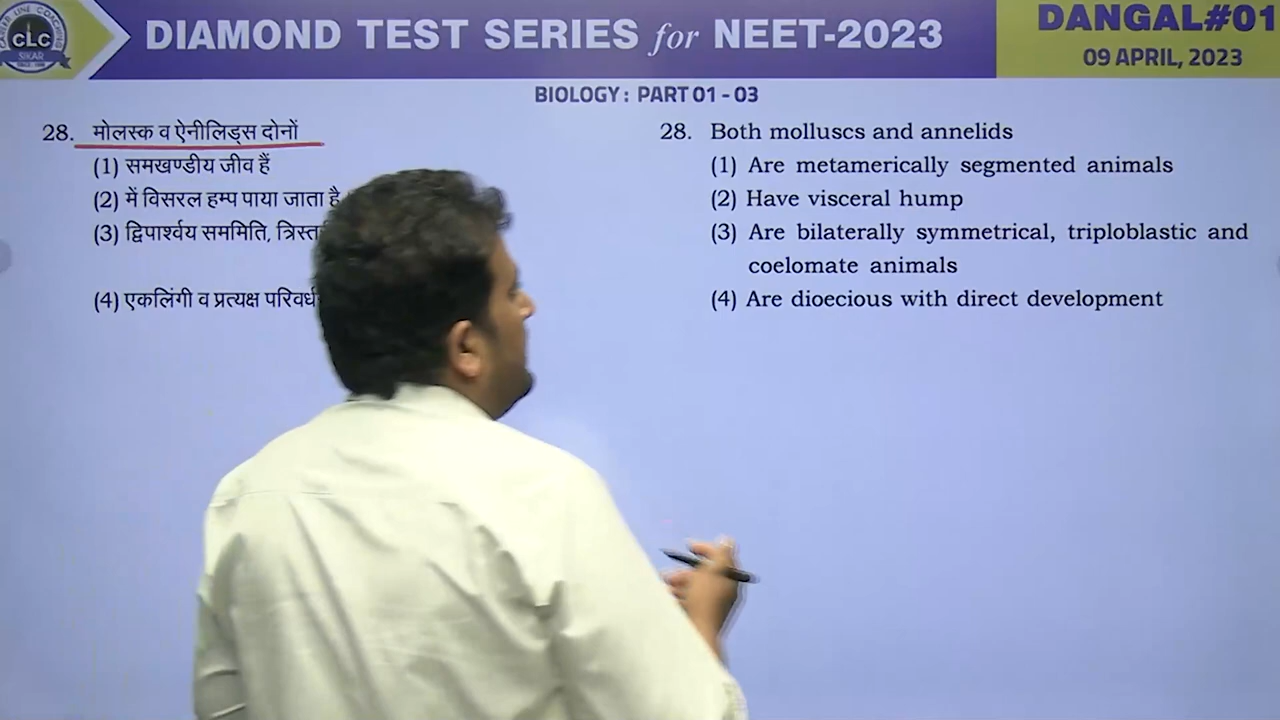 CLC
SIKAR
DIAMOND TEST SERIES for NEET-2023
DANGAL#01
09 APRIL, 2023
BIOLOGY : PART 01 - 03
28. मोलस्क व ऐनीलिड्स दोनों
(1) समखण्डीय जीव हैं
(2) में विसरल हम्प पाया जाता है
(3) द्विपार्श्वय सममिति,
(4) एकलिंगी व प्रत्यक्ष
28. Both molluscs and annelids
(1) Are metamerically segmented animals
(2) Have visceral hump
(3) Are bilaterally symmetrical, triploblastic and
coelomate animals
(4) Are dioecious with direct development